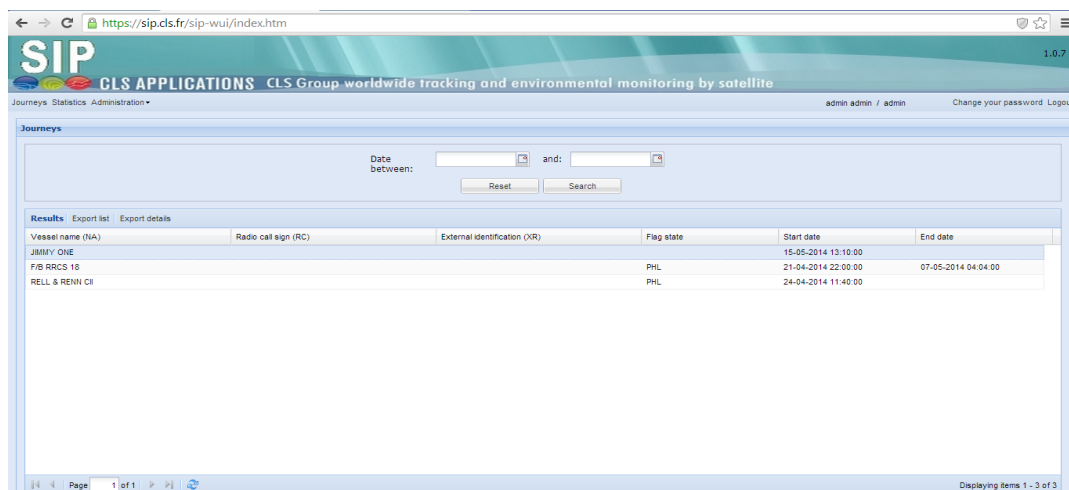 https://sip.cls.fr/sip-wui/index.htm
SIP
1.0.7
CLS APPLICATIONS CLS Group worldwide tracking and environmental monitoring by satellite
Journeys Statistics Administration admin admin / admin Change your password Logou
Journeys
Date between: and:
Reset Search
Results Export list Export details
Vessel name (NA) Radio call sign (RC) External identification (XR) Flag state Start date End date
JIMMY ONE 15-05-2014 13:10:00
F/B RRCS 18 PHL 21-04-2014 22:00:00 07-05-2014 04:04:00
RELL & RENN CII PHL 24-04-2014 11:40:00
Page 1 of 1 Displaying items 1 - 3 of 3